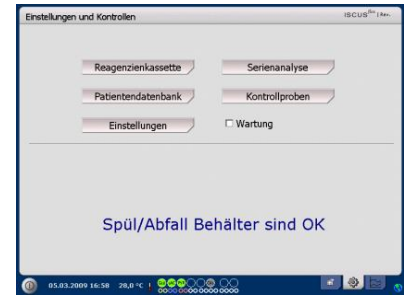 Einstellungen und Kontrollen
ISCUS
Reagenzienkassette
Serienanalyse
Patientendatenbank
Kontrollproben
Einstellungen
Wartung
Spül/Abfall Behälter sind OK
05.03.2009 16:58 28,0 °C